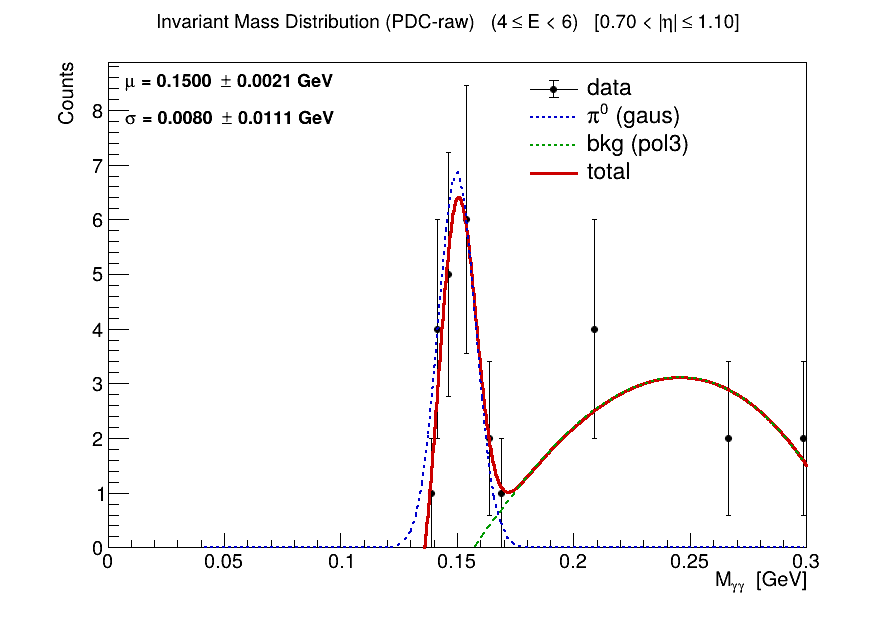 Invariant Mass Distribution (PDC-raw) (4 ≤ E < 6) [0.70 < |η| ≤ 1.10]
Counts
μ = 0.1500 ± 0.0021 GeV
σ = 0.0080 ± 0.0111 GeV
data
π⁰ (gaus)
bkg (pol3)
total
8
7
6
5
4
3
2
1
0
0 0.05 0.1 0.15 0.2 0.25 0.3
M_γγ [GeV]